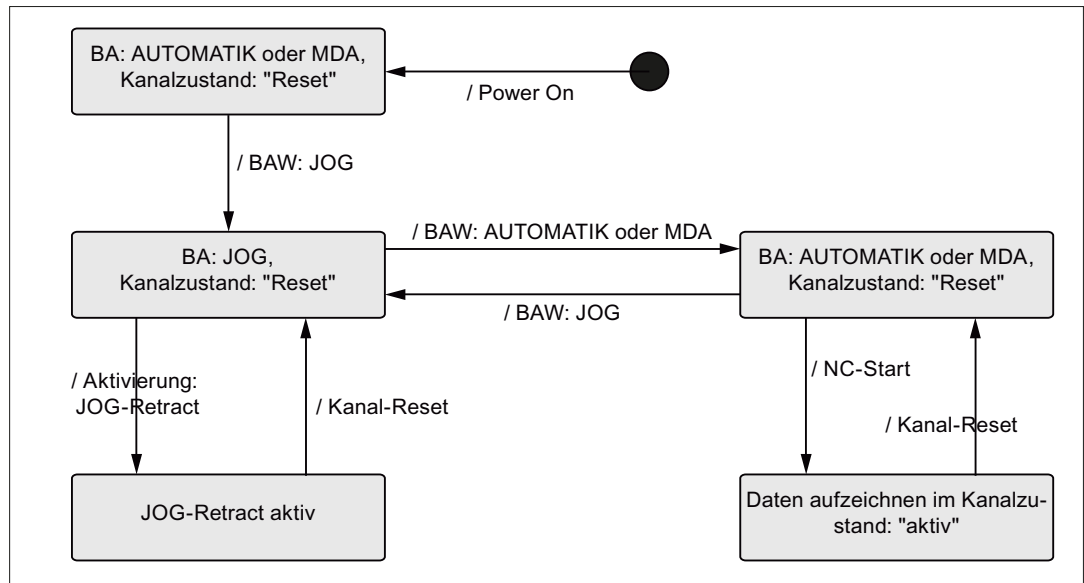 BA: AUTOMATIK oder MDA,
Kanalzustand: "Reset"
/ Power On
/ BAW: JOG
/ BAW: AUTOMATIK oder MDA
BA: JOG,
Kanalzustand: "Reset"
BA: AUTOMATIK oder MDA,
Kanalzustand: "Reset"
/ BAW: JOG
/ Aktivierung:
JOG-Retract
/ Kanal-Reset
/ NC-Start
/ Kanal-Reset
JOG-Retract aktiv
Daten aufzeichnen im Kanalzu-
stand: "aktiv"